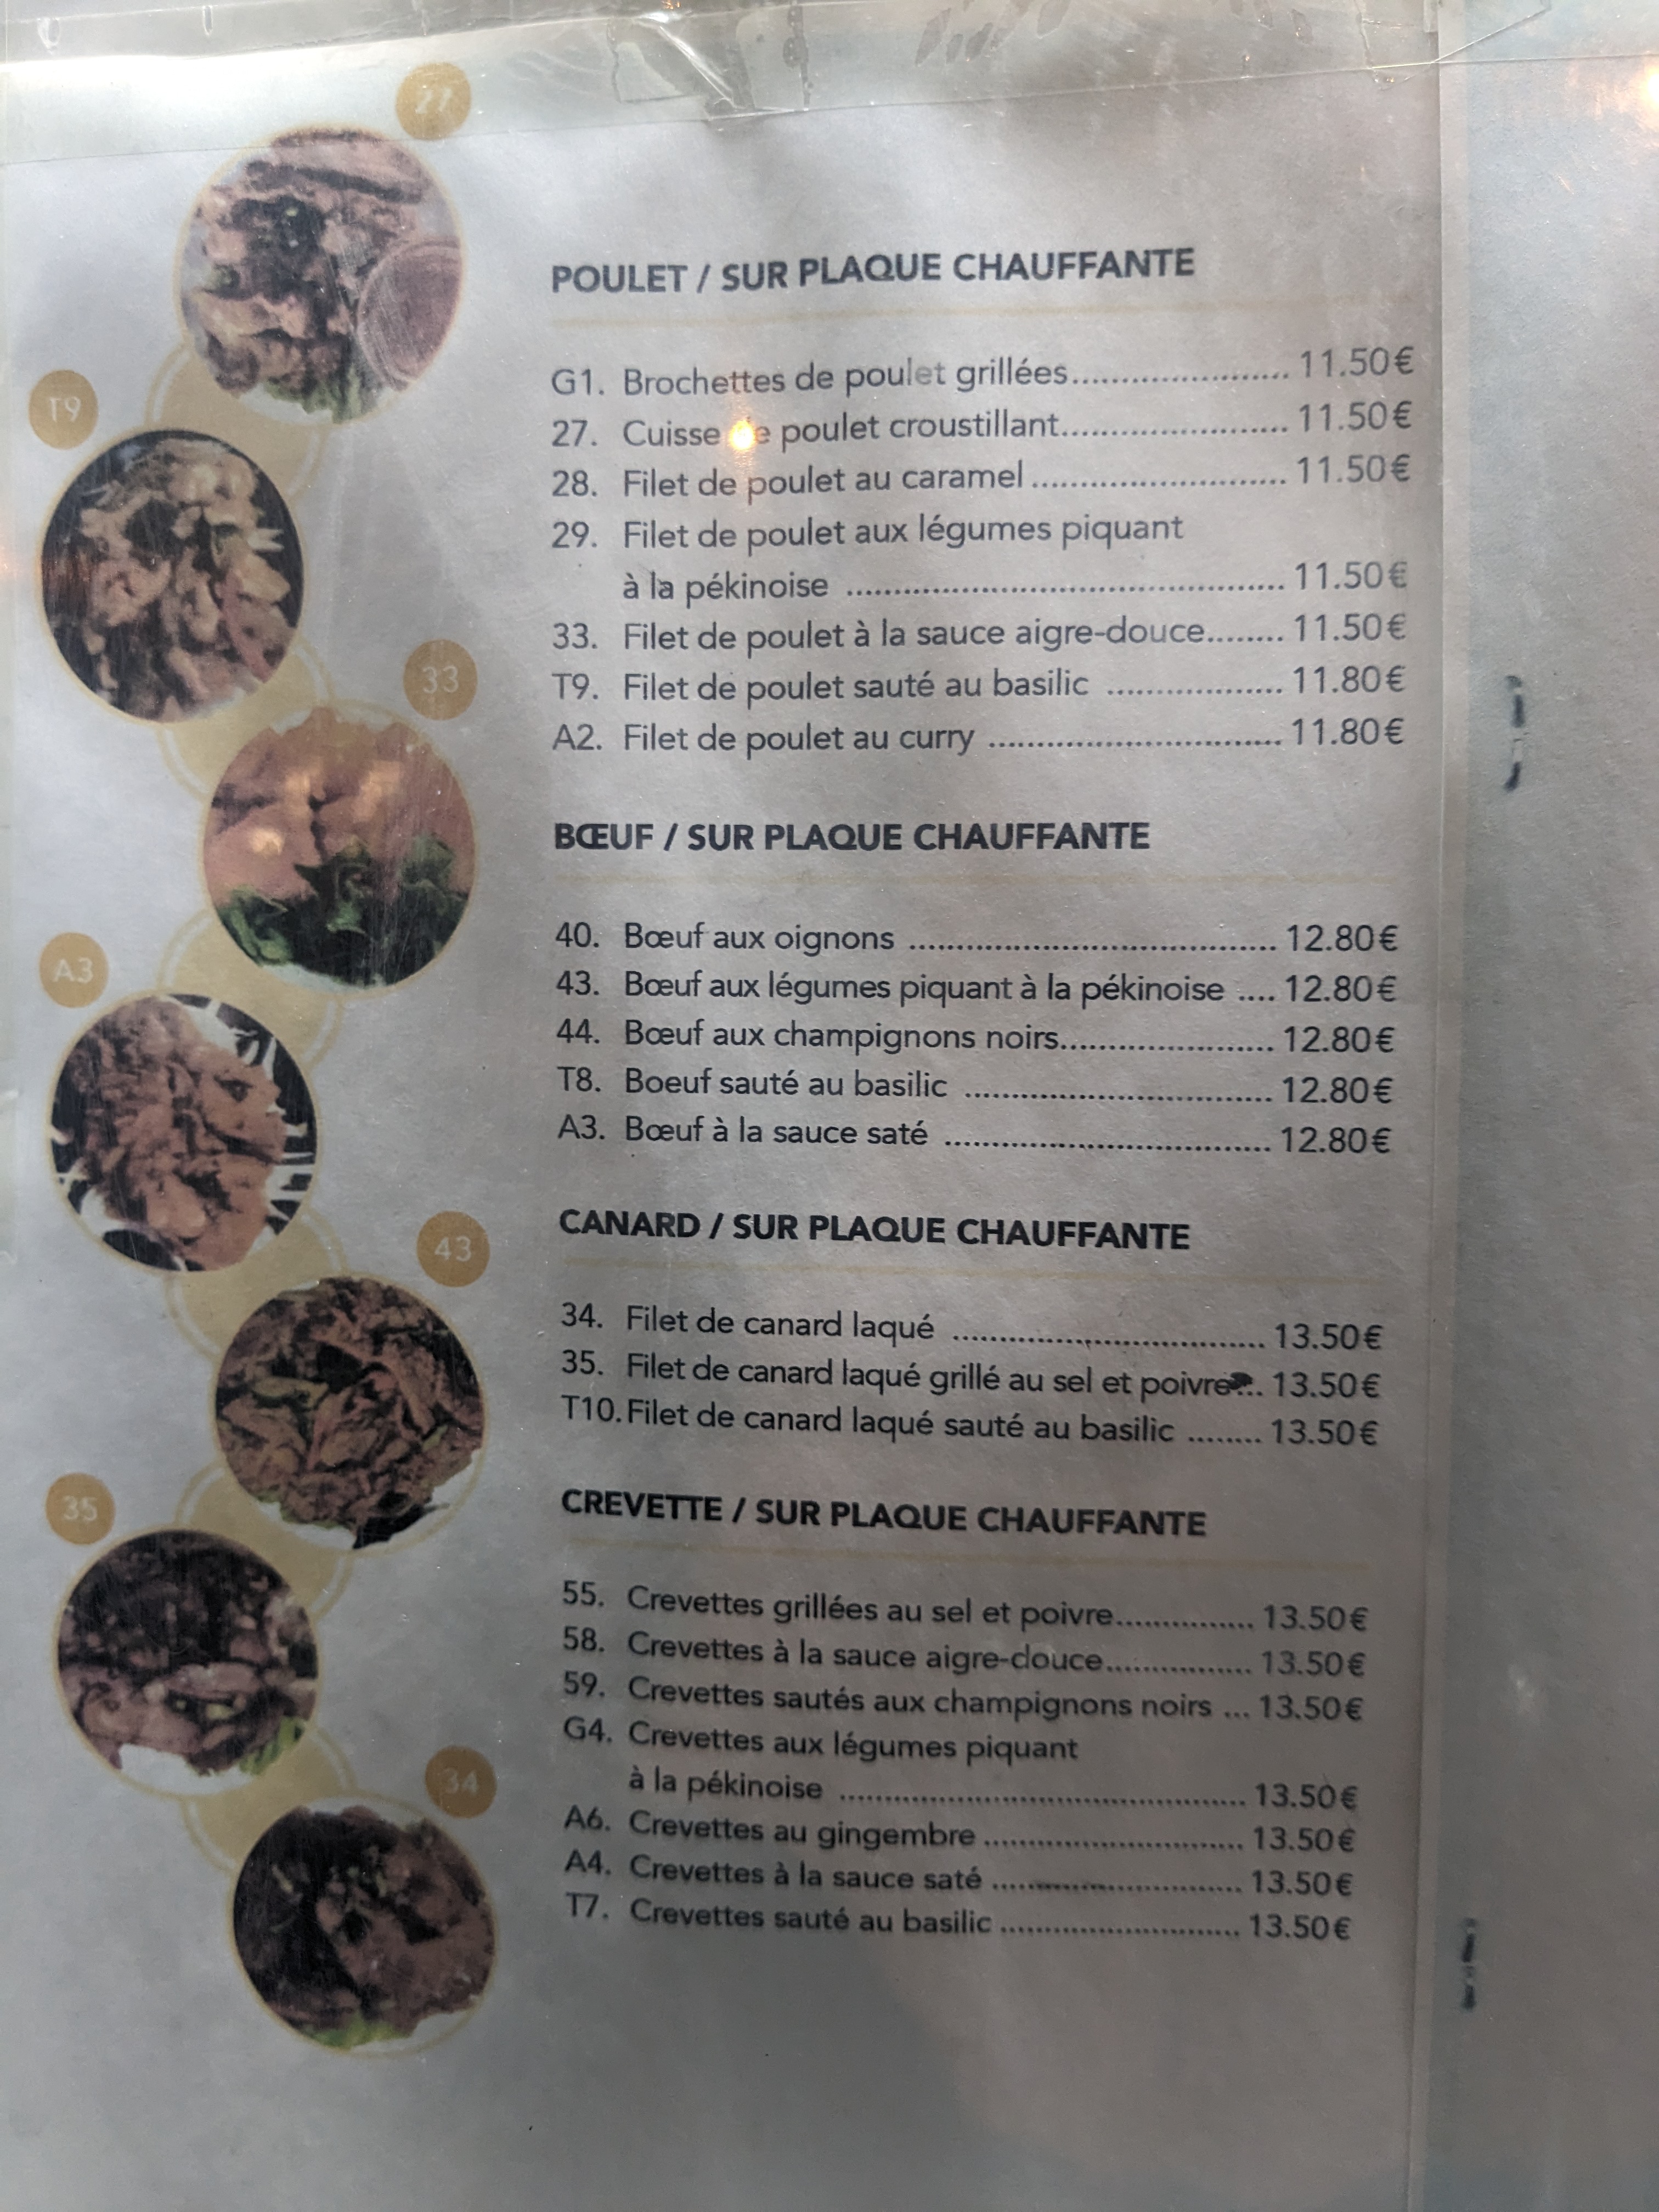 27
POULET / SUR PLAQUE CHAUFFANTE
G1. Brochettes de poulet grillées....................... 11.50€
27. Cuisse de poulet croustillant........................ 11.50€
28. Filet de poulet au caramel ........................... 11.50€
29. Filet de poulet aux légumes piquant
à la pékinoise .............................................. 11.50€
33. Filet de poulet à la sauce aigre-douce........ 11.50€
T9. Filet de poulet sauté au basilic ................... 11.80€
A2. Filet de poulet au curry ............................... 11.80€
BŒUF / SUR PLAQUE CHAUFFANTE
40. Bœuf aux oignons ....................................... 12.80€
43. Bœuf aux légumes piquant à la pékinoise .... 12.80€
44. Bœuf aux champignons noirs....................... 12.80€
T8. Boeuf sauté au basilic ................................. 12.80€
A3. Bœuf à la sauce saté ................................... 12.80€
CANARD / SUR PLAQUE CHAUFFANTE
34. Filet de canard laqué .................................. 13.50€
35. Filet de canard laqué grillé au sel et poivre... 13.50€
T10. Filet de canard laqué sauté au basilic ........ 13.50€
CREVETTE / SUR PLAQUE CHAUFFANTE
55. Crevettes grillées au sel et poivre............... 13.50€
58. Crevettes à la sauce aigre-douce................. 13.50€
59. Crevettes sautés aux champignons noirs ... 13.50€
G4. Crevettes aux légumes piquant
à la pékinoise ............................................. 13.50€
A6. Crevettes au gingembre ............................. 13.50€
A4. Crevettes à la sauce saté ............................ 13.50€
T7. Crevettes sauté au basilic ........................... 13.50€
T9
33
A3
43
35
34